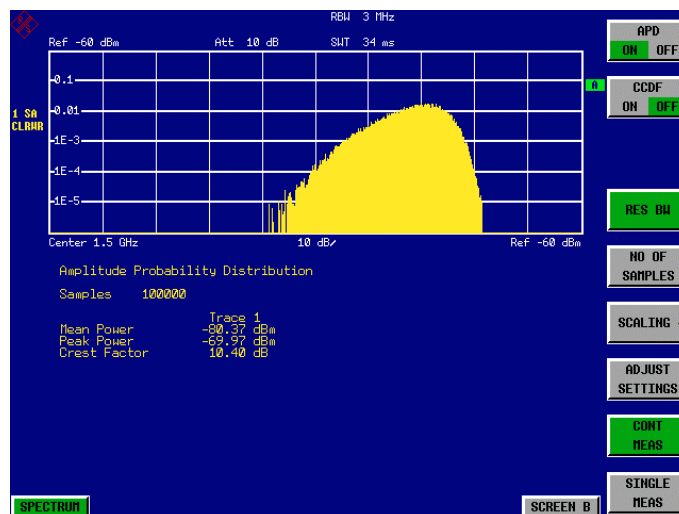 RBW 3 MHz
Ref -60 dBm Att 10 dB SWT 34 ms
0.1
A
1 SA
CLRWR
0.01
1E-3
1E-4
1E-5
Center 1.5 GHz 10 dB/ Ref -60 dBm
Amplitude Probability Distribution
Samples 100000
Trace 1
Mean Power -80.37 dBm
Peak Power -69.97 dBm
Crest Factor 10.40 dB
APD
ON OFF
CCDF
ON OFF
RES BW
NO OF
SAMPLES
SCALING
ADJUST
SETTINGS
CONT
MEAS
SINGLE
MEAS
SPECTRUM
SCREEN B